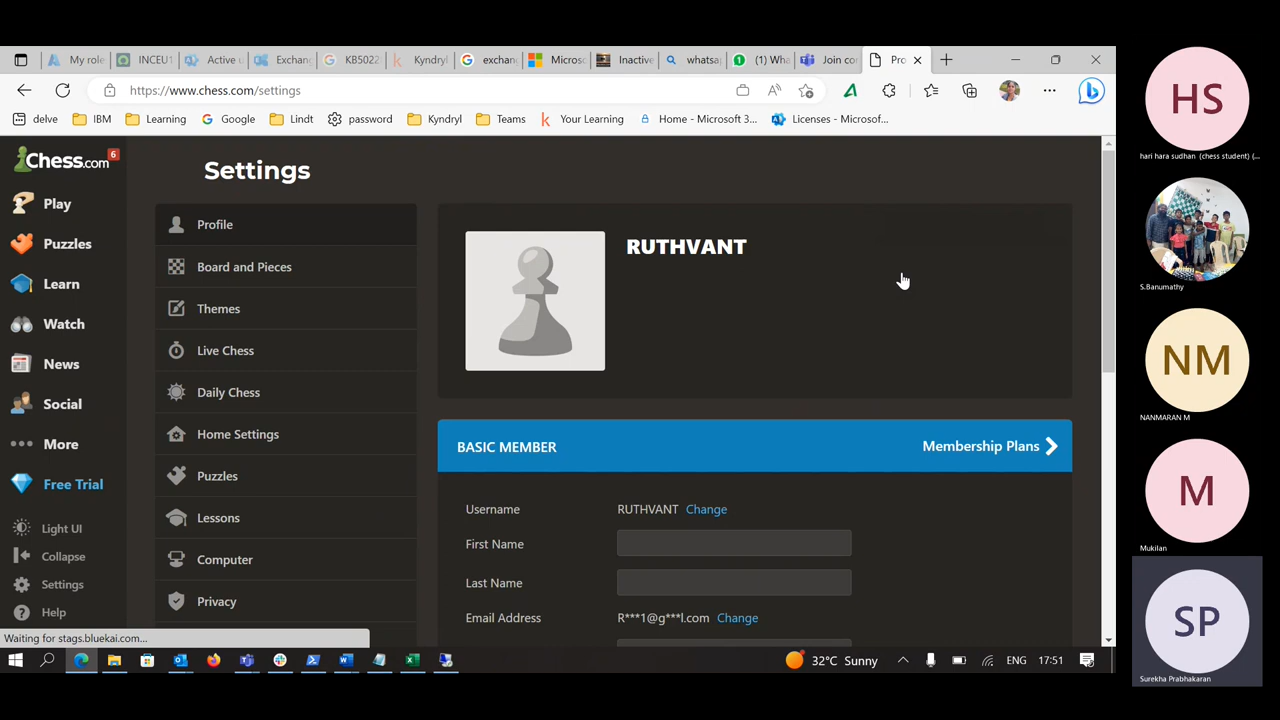 My role
INCEU1
Active u
Exchan
KB5022
Kyndryl
exchan
Microso
Inactive
whatsa
(1) Wha
Join co
Pro
https://www.chess.com/settings
delve
IBM
Learning
Google
Lindt
password
Kyndryl
Teams
Your Learning
Home - Microsoft 3...
Licenses - Microsof...
Chess.com 6
Play
Puzzles
Learn
Watch
News
Social
More
Free Trial
Light UI
Collapse
Settings
Help
Waiting for stags.bluekai.com...
Settings
Profile
Board and Pieces
Themes
Live Chess
Daily Chess
Home Settings
Puzzles
Lessons
Computer
Privacy
RUTHVANT
BASIC MEMBER
Membership Plans
Username RUTHVANT Change
First Name
Last Name
Email Address R***1@g***l.com Change
32°C Sunny
ENG
17:51
HS
hari hara sudhan (chess student) (...
S.Banumathy
NM
NANMARAN M
M
Mukilan
SP
Surekha Prabhakaran